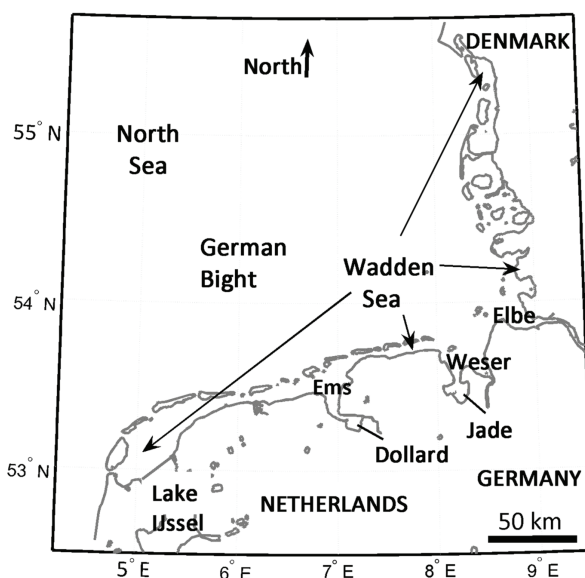 DENMARK
North
55° N
North
Sea
German
Bight
Wadden
Sea
54° N
Elbe
Weser
Ems
Jade
Dollard
53° N
GERMANY
Lake
IJssel
NETHERLANDS
50 km
5° E
6° E
7° E
8° E
9° E